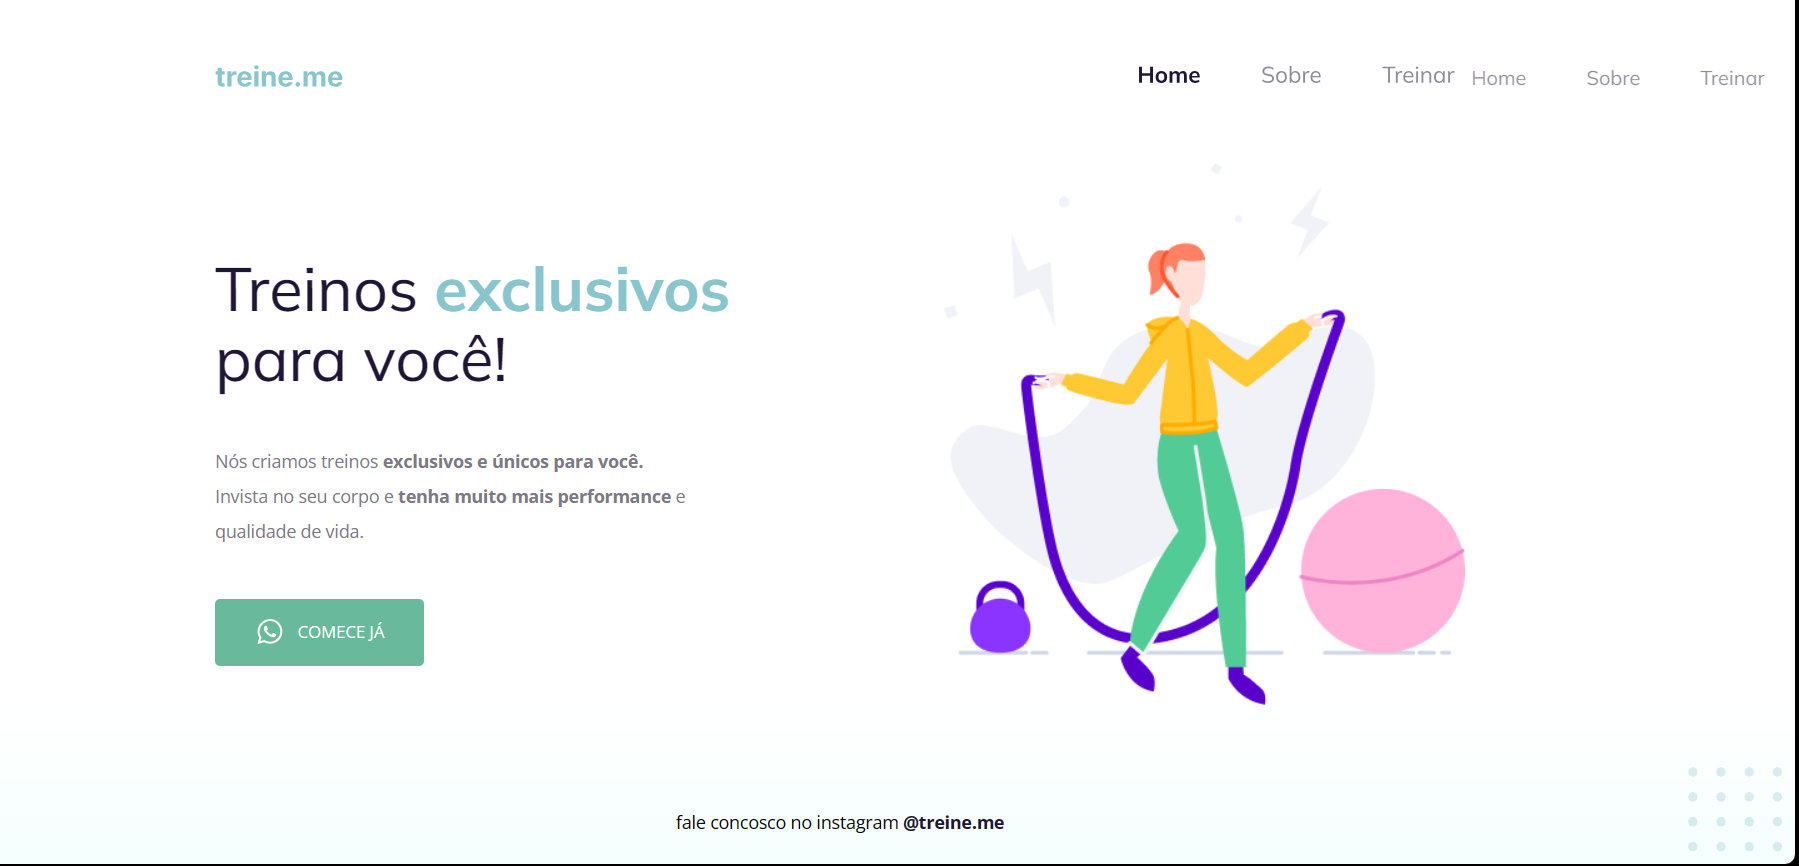 treine.me
Home Sobre Treinar Home Sobre Treinar
Treinos exclusivos
para você!
Nós criamos treinos exclusivos e únicos para você.
Invista no seu corpo e tenha muito mais performance e
qualidade de vida.
COMECE JÁ
fale concosco no instagram @treine.me